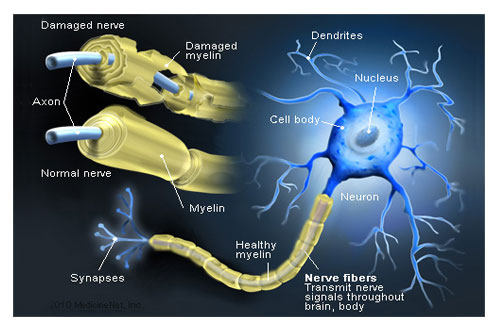 Damaged nerve
Damaged
myelin
Axon
Normal nerve
Myelin
Dendrites
Nucleus
Cell body
Neuron
Healthy
myelin
Synapses
Nerve fibers
Transmit nerve
signals throughout
brain, body
2010 MedicineNet, Inc.